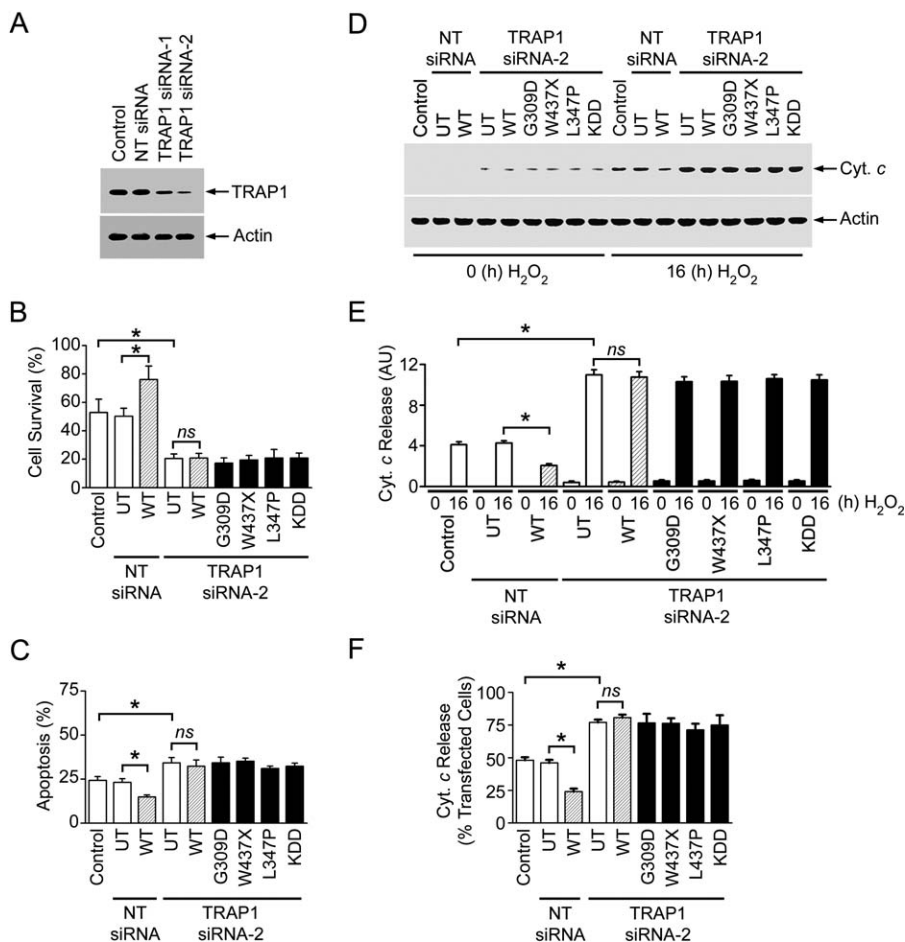 A
Control
NT siRNA
TRAP1 siRNA-1
TRAP1 siRNA-2
TRAP1
Actin
D
NT siRNA
TRAP1 siRNA-2
Control
UT
WT
UT
WT
G309D
W437X
L347P
KDD
Control
UT
WT
UT
WT
G309D
W437X
L347P
KDD
NT siRNA
TRAP1 siRNA-2
Cyt. c
Actin
0 (h) H2O2
16 (h) H2O2
B
Cell Survival (%)
100
80
60
40
20
0
*
*
ns
Control
UT
WT
UT
WT
G309D
W437X
L347P
KDD
NT
siRNA
TRAP1
siRNA-2
E
Cyt. c Release (AU)
12
8
4
0
*
*
ns
0 16 0 16 0 16 0 16 0 16 0 16 0 16 0 16 0 16 (h) H2O2
Control
UT
WT
UT
WT
G309D
W437X
L347P
KDD
NT
siRNA
TRAP1
siRNA-2
C
Apoptosis (%)
75
50
25
0
*
*
ns
Control
UT
WT
UT
WT
G309D
W437X
L347P
KDD
NT
siRNA
TRAP1
siRNA-2
F
Cyt. c Release
(% Transfected Cells)
100
75
50
25
0
*
*
ns
Control
UT
WT
UT
WT
G309D
W437X
L437P
KDD
NT
siRNA
TRAP1
siRNA-2